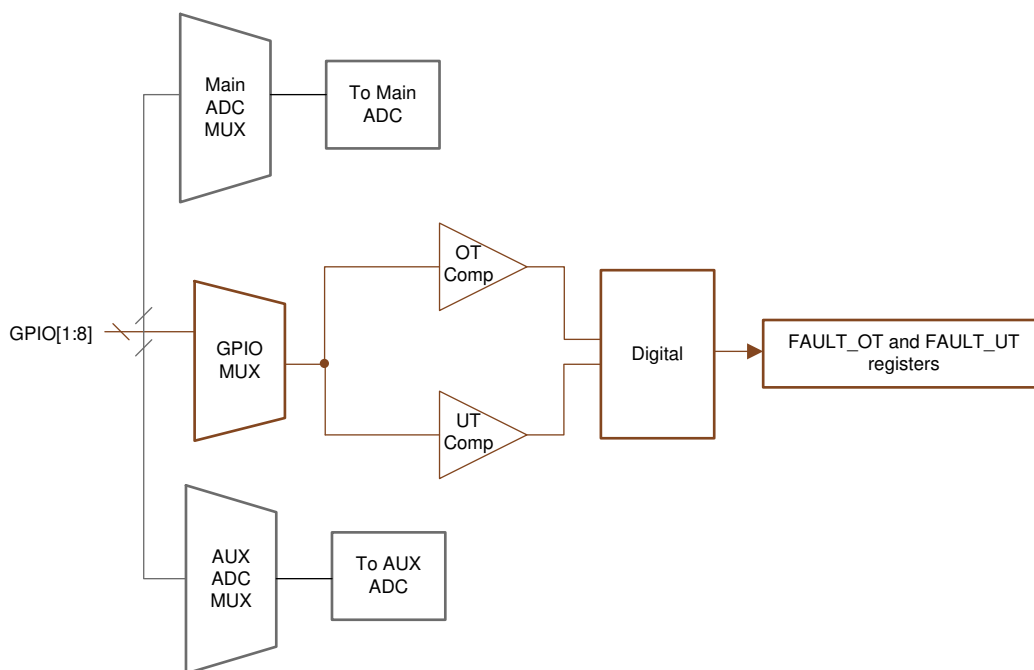 Main
ADC
MUX
To Main
ADC
OT
Comp
GPIO[1:8]
GPIO
MUX
Digital
FAULT_OT and FAULT_UT
registers
UT
Comp
AUX
ADC
MUX
To AUX
ADC